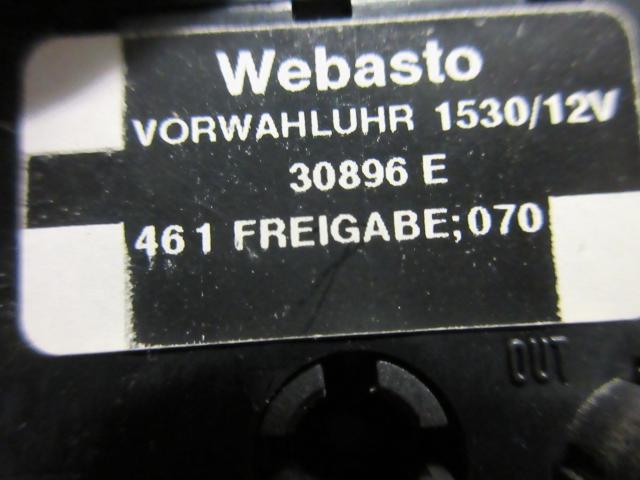 Webasto
VORWAHLUHR 1530/12V
30896 E
461 FREIGABE;070
OUT